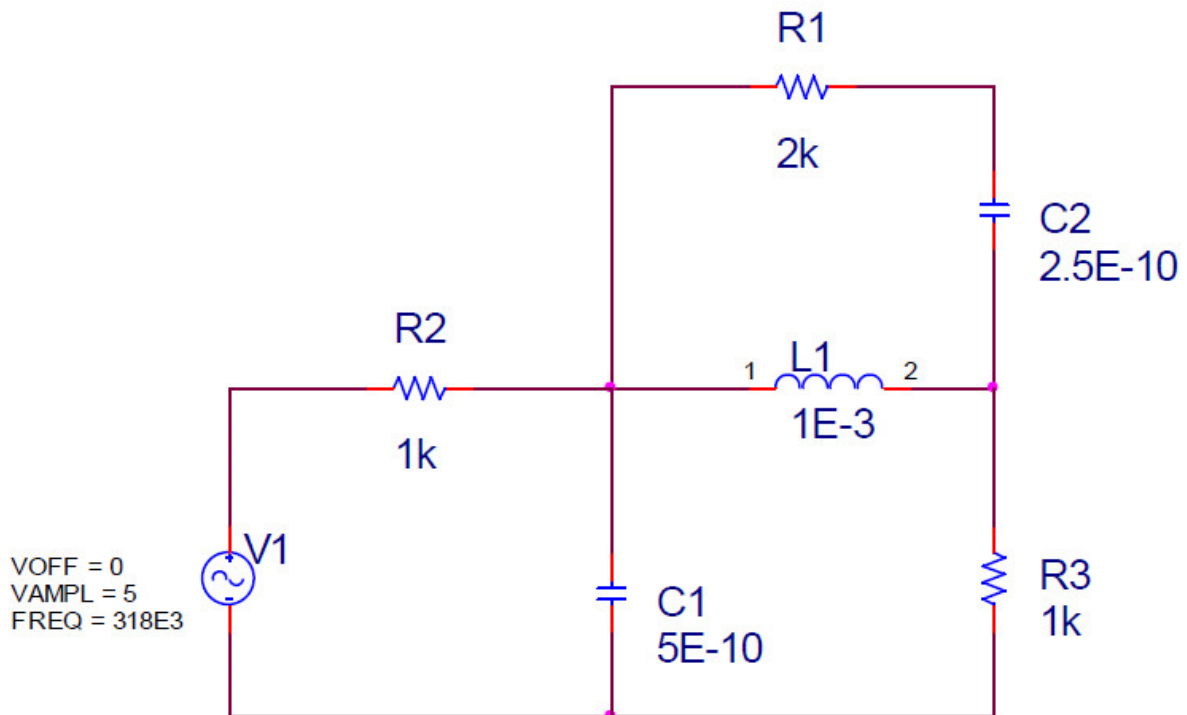 R1
2k
C2
2.5E-10
R2
1k
1
L1
2
1E-3
V1
VOFF = 0
VAMPL = 5
FREQ = 318E3
C1
5E-10
R3
1k